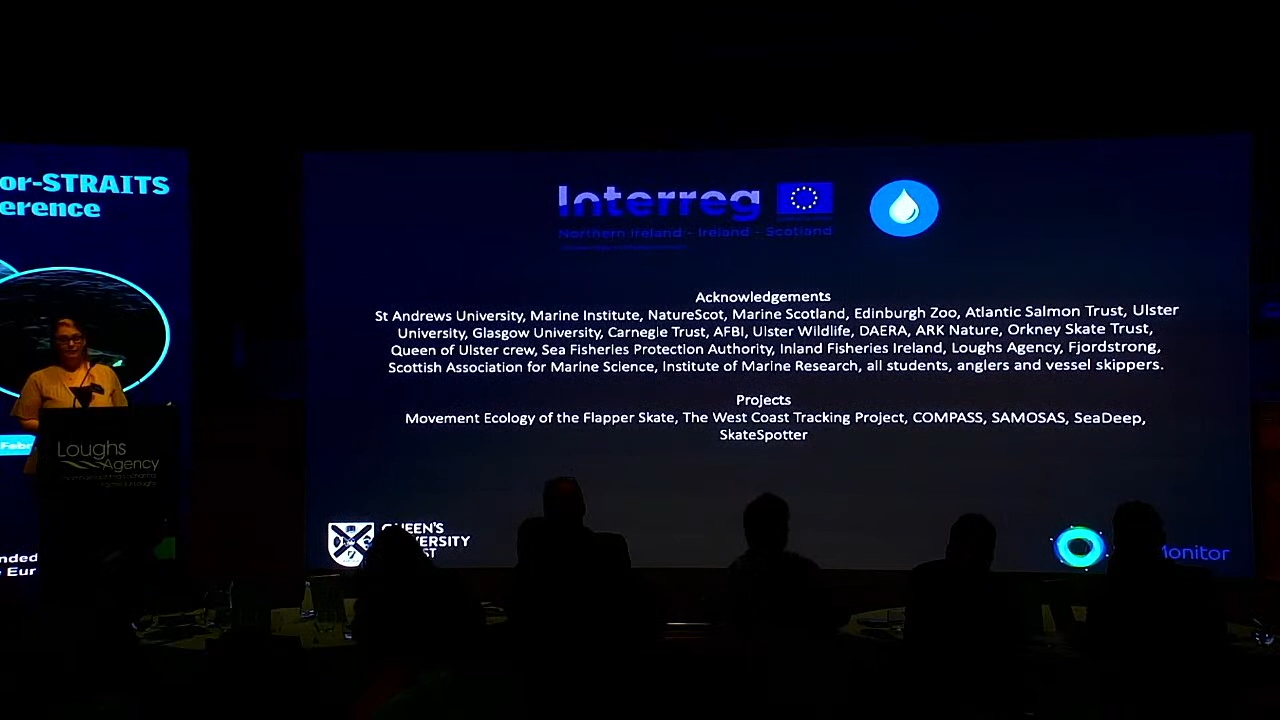 or-STRAITS
erence
Interreg
Northern Ireland - Ireland - Scotland
Acknowledgements
St Andrews University, Marine Institute, NatureScot, Marine Scotland, Edinburgh Zoo, Atlantic Salmon Trust, Ulster
University, Glasgow University, Carnegie Trust, AFBI, Ulster Wildlife, DAERA, ARK Nature, Orkney Skate Trust,
Queen of Ulster crew, Sea Fisheries Protection Authority, Inland Fisheries Ireland, Loughs Agency, Fjordstrong,
Scottish Association for Marine Science, Institute of Marine Research, all students, anglers and vessel skippers.
Projects
Movement Ecology of the Flapper Skate, The West Coast Tracking Project, COMPASS, SAMOSAS, SeaDeep,
SkateSpotter
Febr
Loughs
Agency
nded
Eur
QUEEN'S
VERSITY
ST
onitor